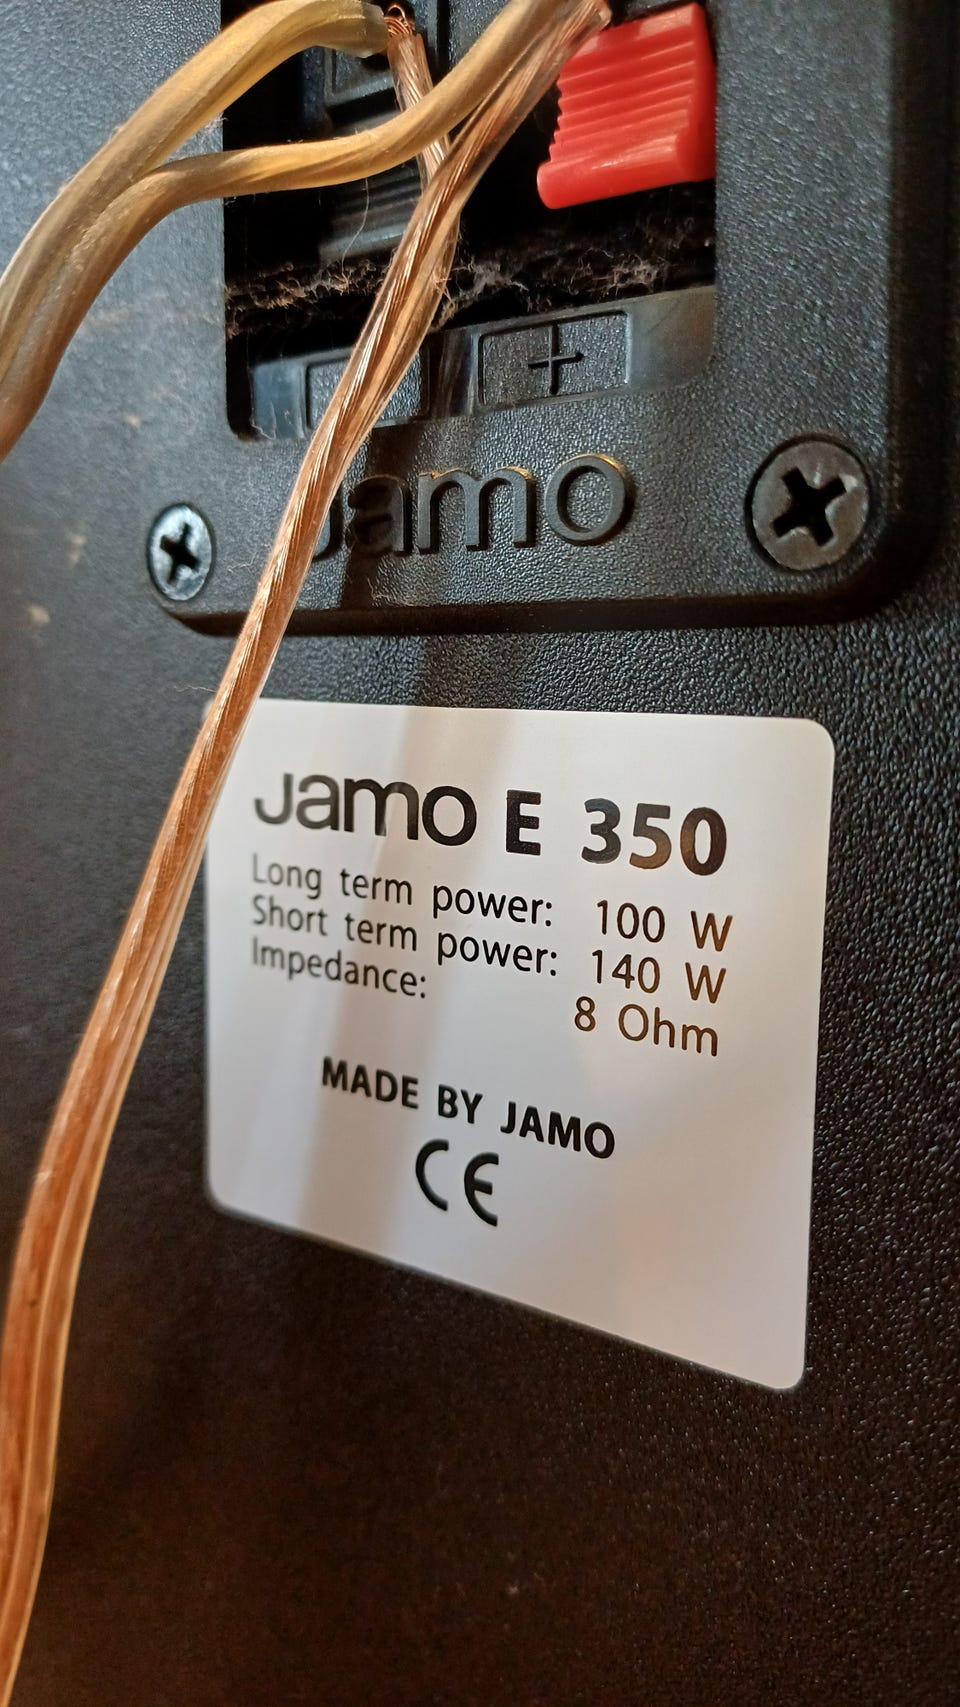 +
Jamo
Jamo E 350
Long term power: 100 W
Short term power: 140 W
Impedance: 8 Ohm
MADE BY JAMO
CE